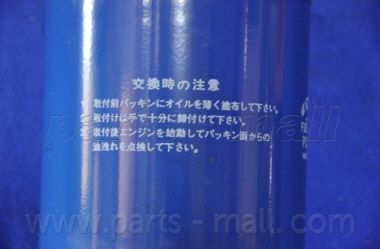 交換時の注意
1. 取付前パッキンにオイルを薄く塗布して下さい。
2. 取付けは手で十分に締付けて下さい。
3. 取付後エンジンを始動してパッキン面からの
油洩れを点検して下さい。
www.parts-mall.com